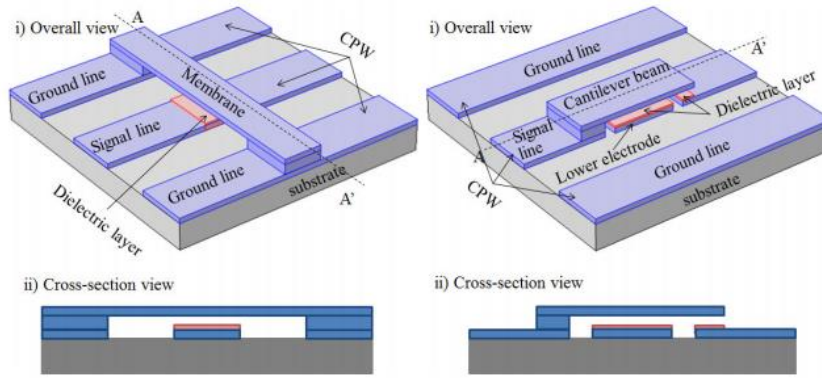 i) Overall view
A
CPW
Ground line
Membrane
Signal line
Ground line
A'
substrate
Dielectric layer
ii) Cross-section view
i) Overall view
A'
Ground line
Cantilever beam
Dielectric layer
Signal
line
A
Lower electrode
Ground line
CPW
substrate
ii) Cross-section view